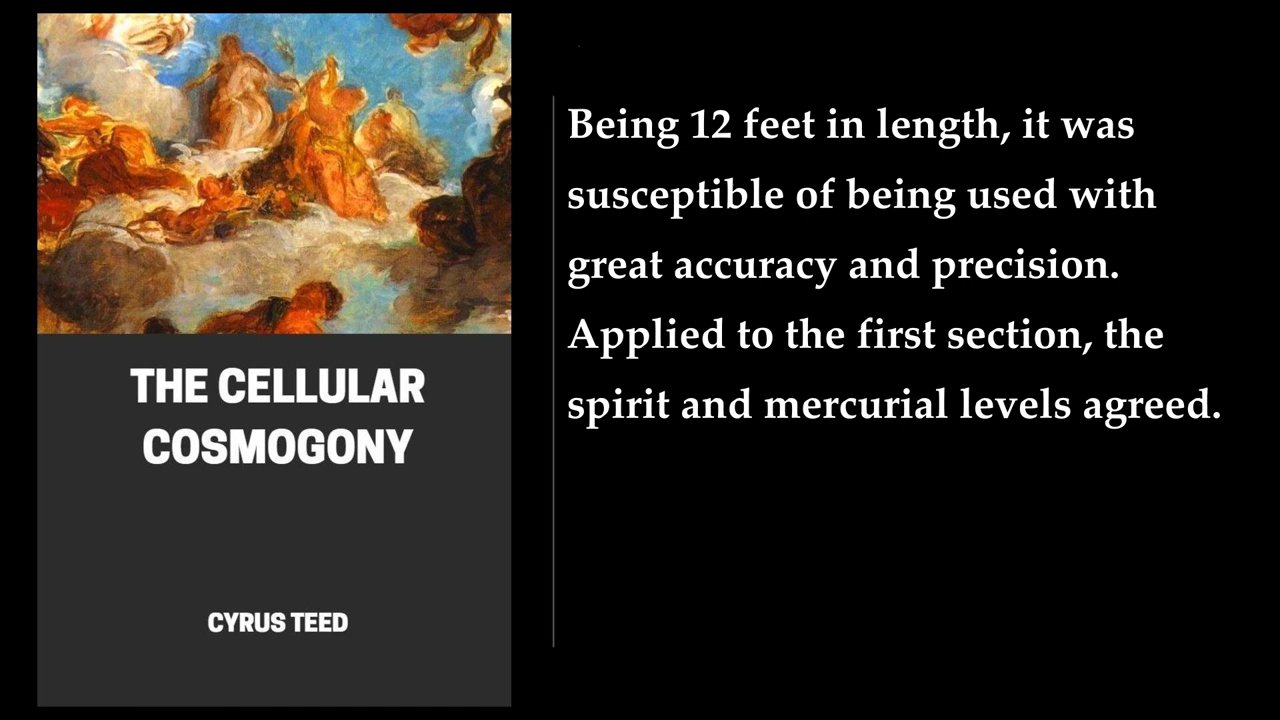 THE CELLULAR
COSMOGONY
CYRUS TEED
Being 12 feet in length, it was
susceptible of being used with
great accuracy and precision.
Applied to the first section, the
spirit and mercurial levels agreed.